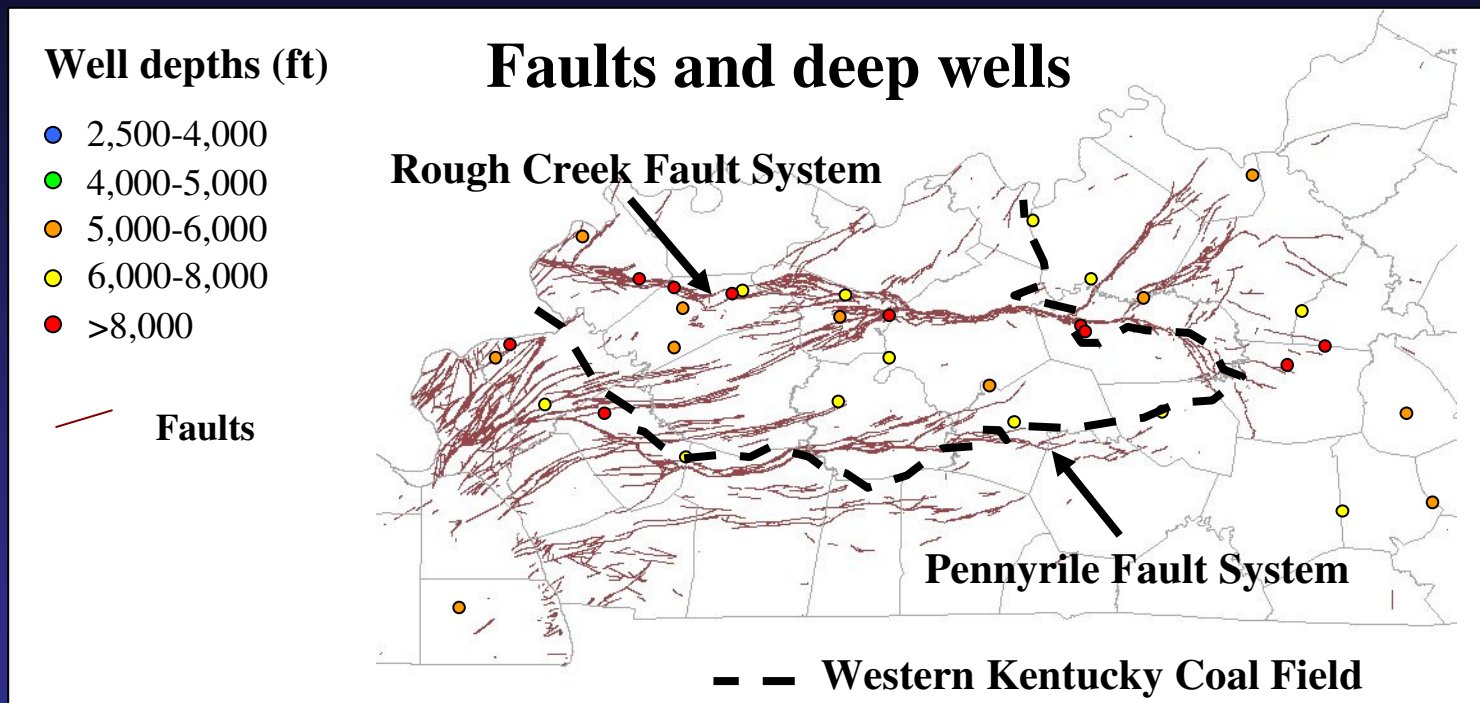 Faults and deep wells
Well depths (ft)
2,500-4,000
4,000-5,000
5,000-6,000
6,000-8,000
>8,000
Faults
Rough Creek Fault System
Pennyrile Fault System
Western Kentucky Coal Field